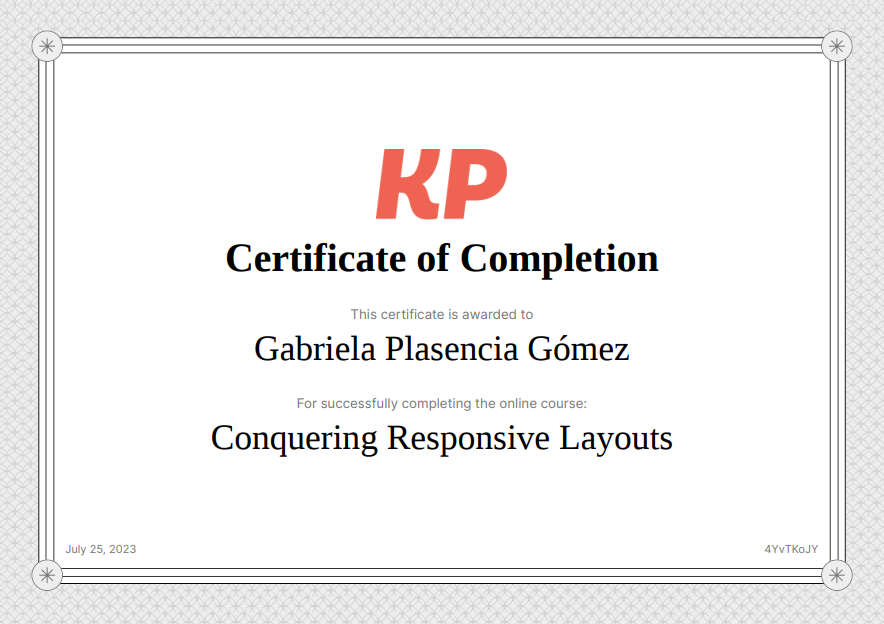 KP
Certificate of Completion
This certificate is awarded to
Gabriela Plasencia Gómez
For successfully completing the online course:
Conquering Responsive Layouts
July 25, 2023
4YvTKoJY